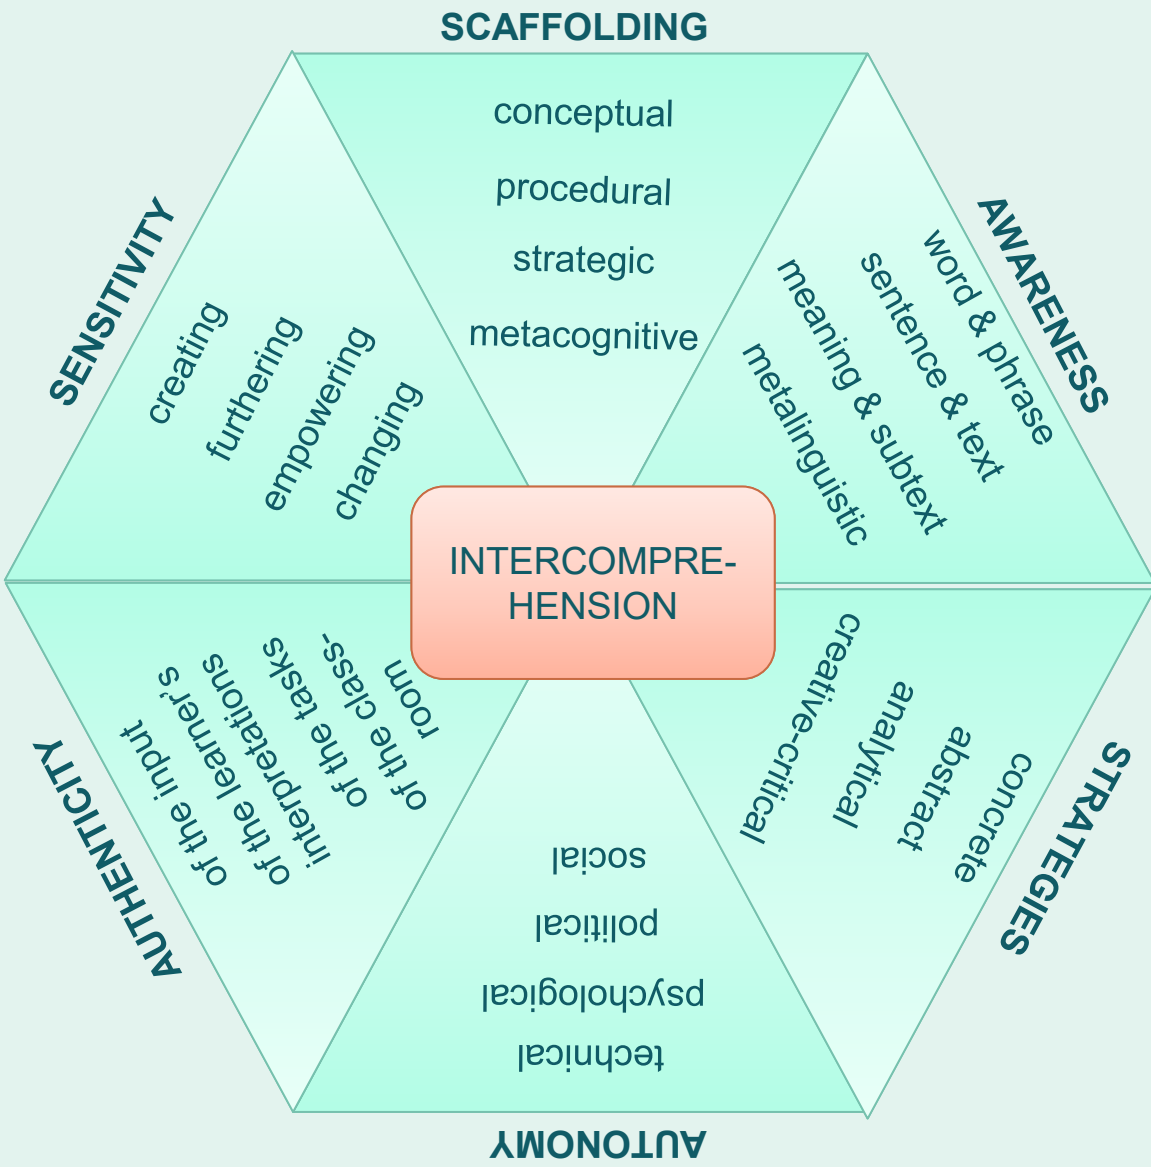 SCAFFOLDING
conceptual
procedural
strategic
metacognitive
AWARENESS
word & phrase
sentence & text
meaning & subtext
metalinguistic
STRATEGIES
concrete
abstract
analytical
creative-critical
AUTONOMY
technical
psychological
political
social
AUTHENTICITY
of the input
of the learner's
interpretations
of the tasks
of the class-
room
SENSITIVITY
creating
furthering
empowering
changing
INTERCOMPRE-
HENSION